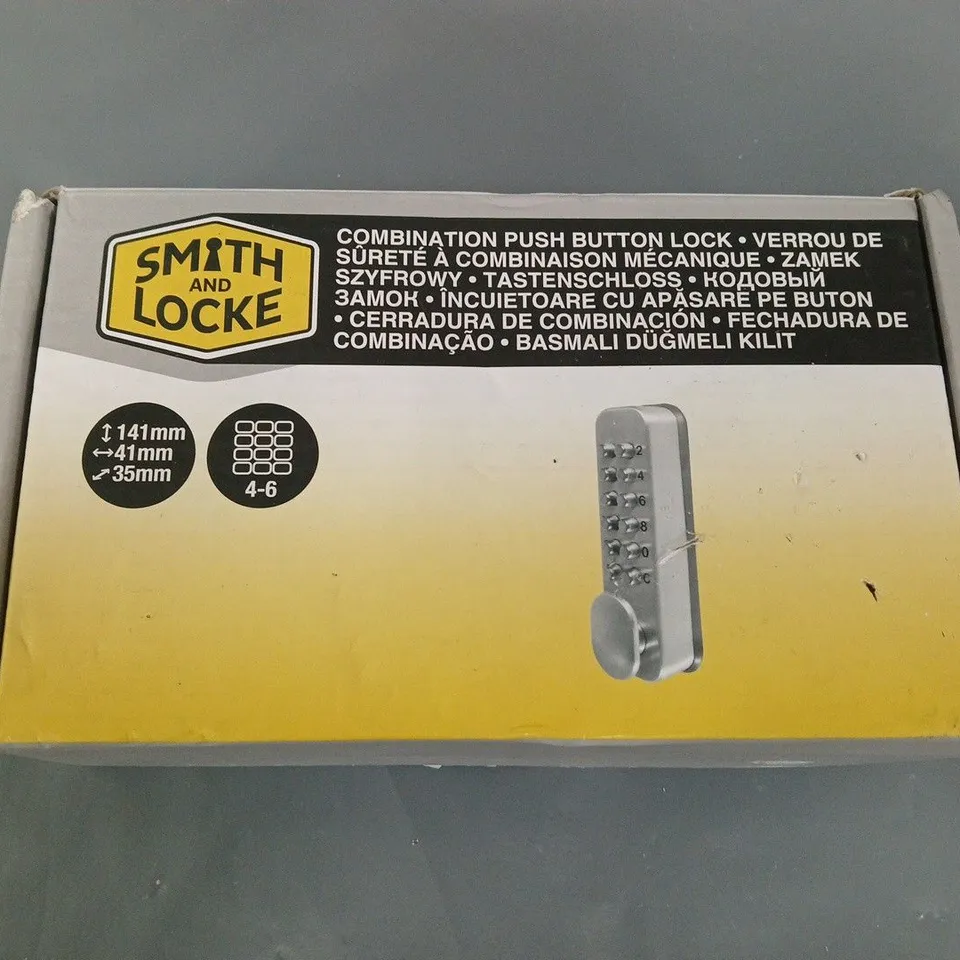 SMITH
AND
LOCKE
COMBINATION PUSH BUTTON LOCK • VERROU DE
SÛRETÉ À COMBINAISON MÉCANIQUE • ZAMEK
SZYFROWY • TASTENSCHLOSS • КОДОВЫЙ
ЗАМОК • ÎNCUIETOARE CU APĂSARE PE BUTON
• CERRADURA DE COMBINACIÓN • FECHADURA DE
COMBINAÇÃO • BASMALI DÜĞMELI KILIT
141mm
41mm
35mm
4-6
2
4
6
8
0
C